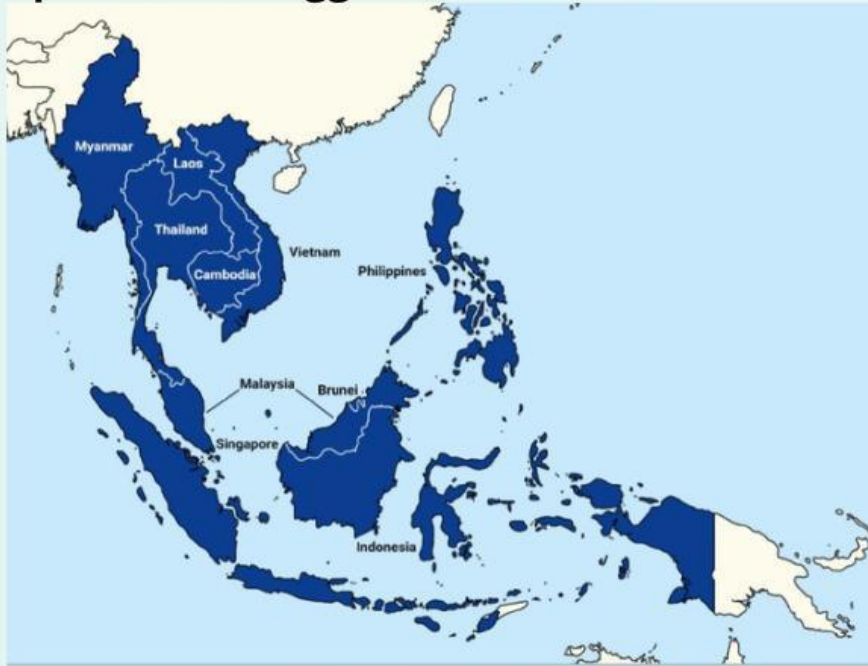 Myanmar
Laos
Thailand
Vietnam
Cambodia
Philippines
Malaysia
Brunei
Singapore
Indonesia